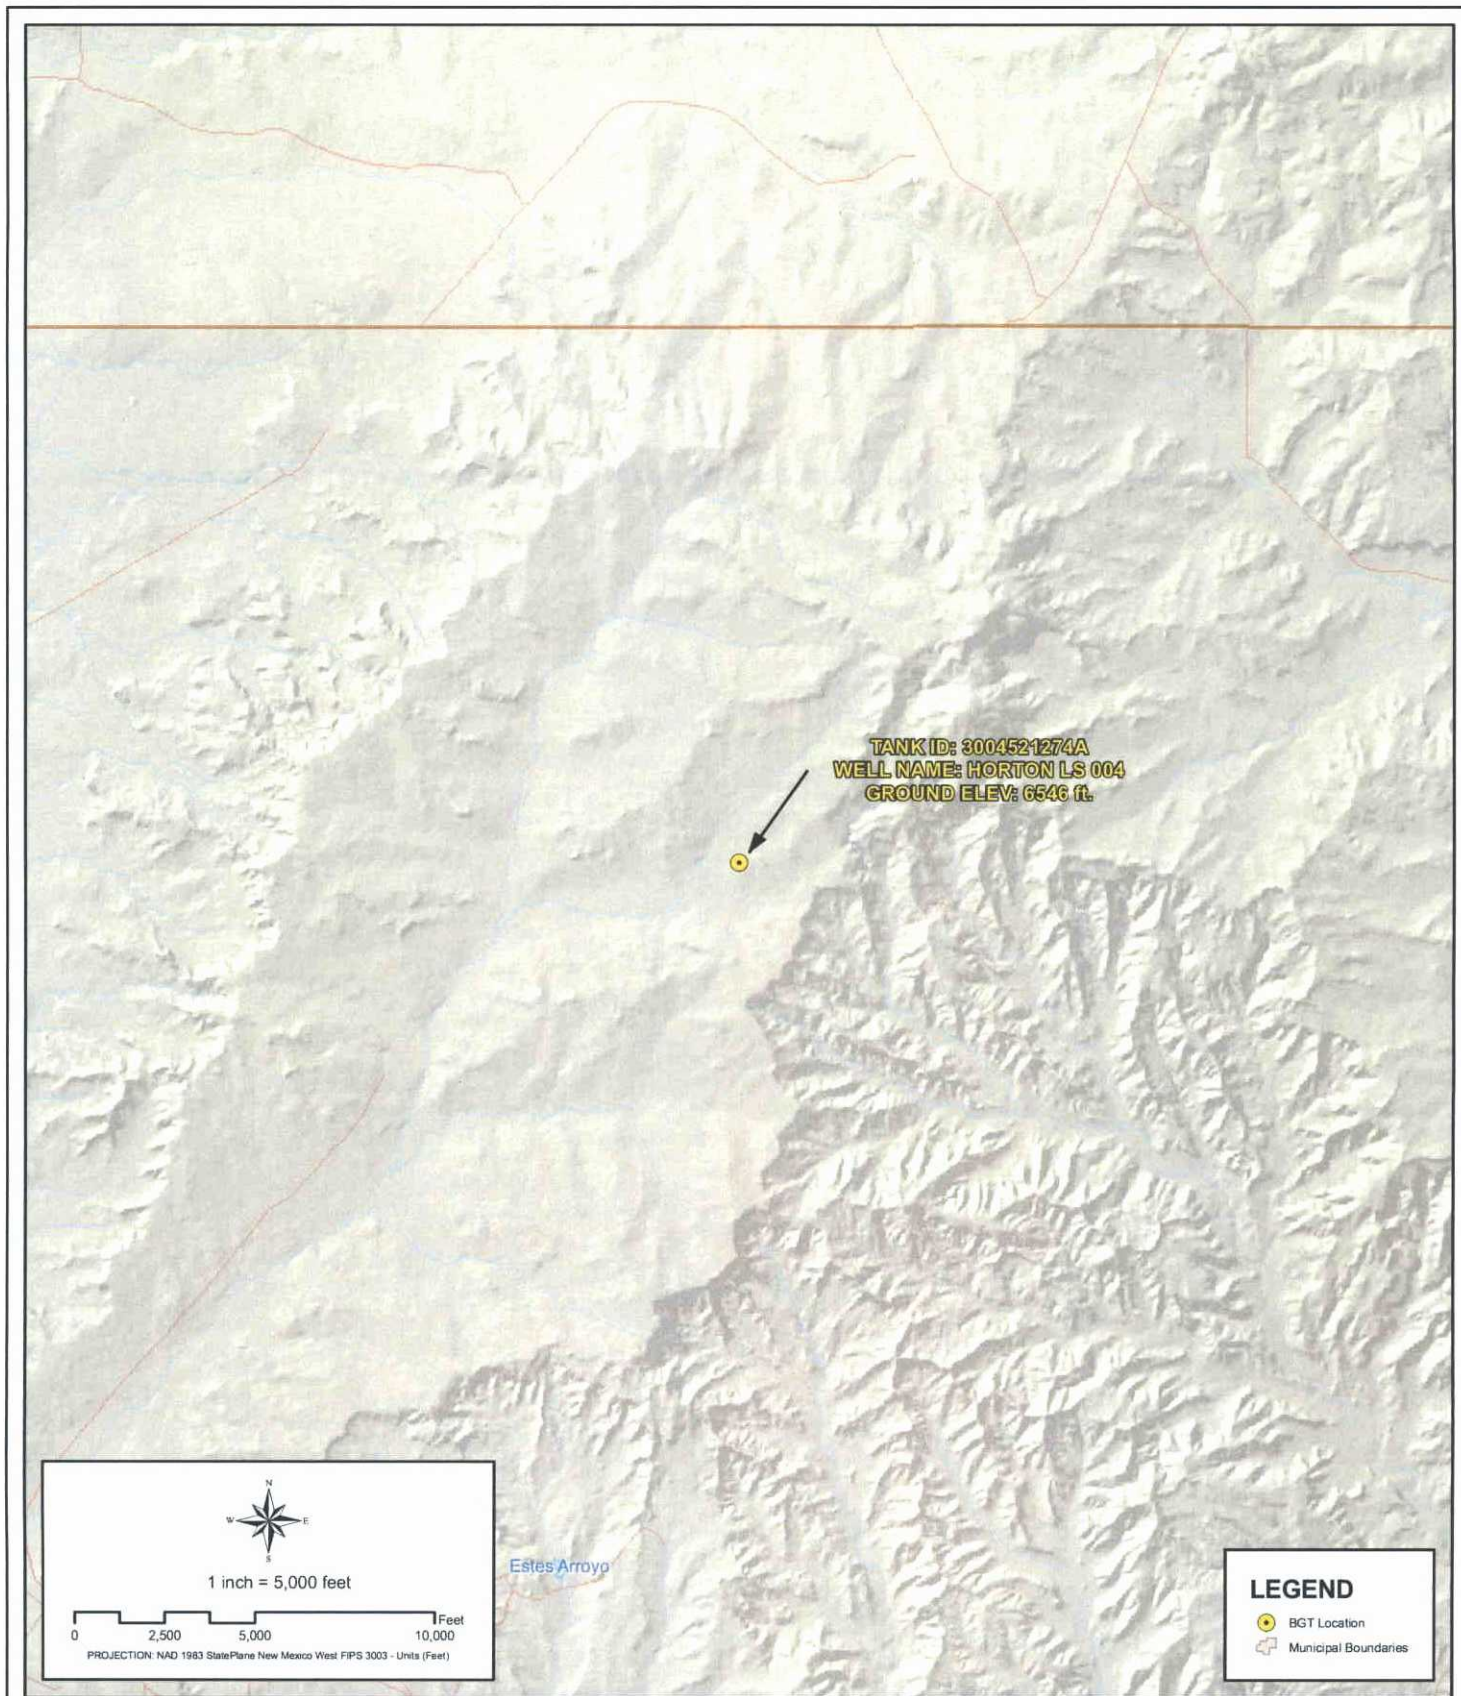 TANK ID: 3004521274A
WELL NAME: HORTON LS 004
GROUND ELEV: 6546 ft.
N
W E
S
1 inch = 5,000 feet
Feet
0 2,500 5,000 10,000
PROJECTION: NAD 1983 StatePlane New Mexico West FIPS 3003 - Units (Feet)
Estes Arroyo
LEGEND
BGT Location
Municipal Boundaries